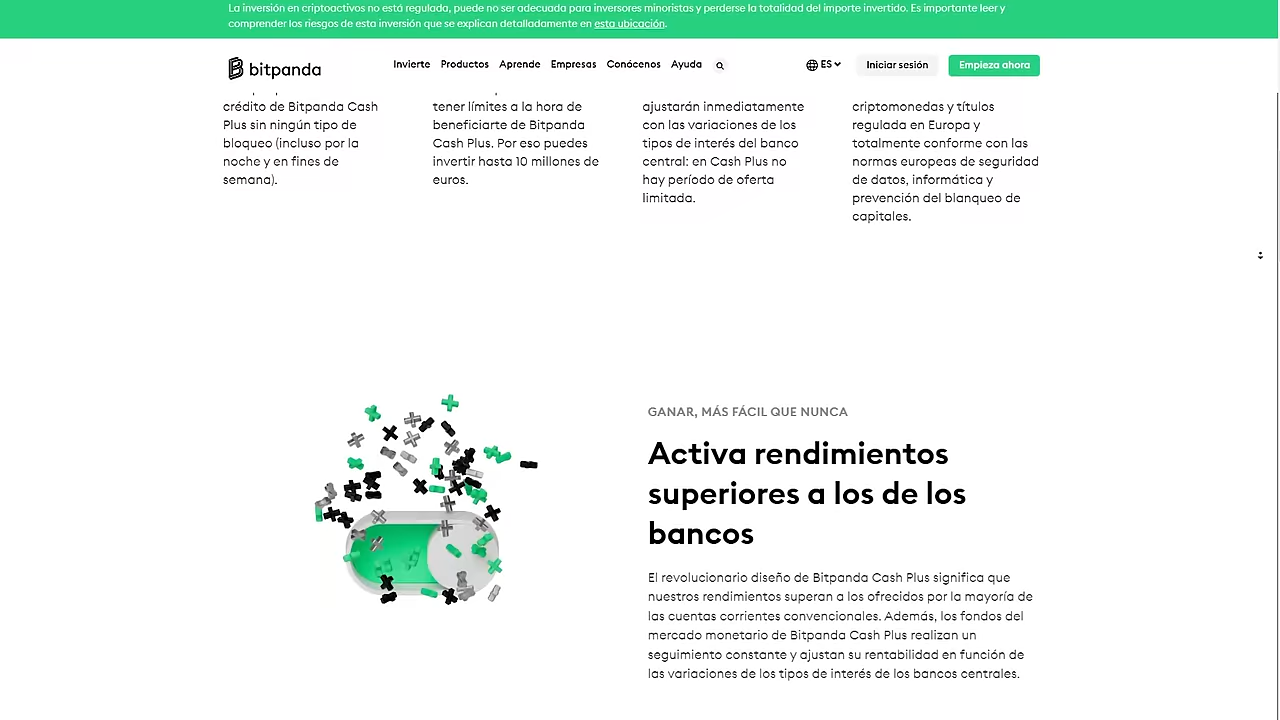 La inversión en criptoactivos no está regulada, puede no ser adecuada para inversores minoristas y perderse la totalidad del importe invertido. Es importante leer y
comprender los riesgos de esta inversión que se explican detalladamente en esta ubicación.
bitpanda
Invierte Productos Aprende Empresas Conócenos Ayuda
ES
Iniciar sesión
Empieza ahora
crédito de Bitpanda Cash
Plus sin ningún tipo de
bloqueo (incluso por la
noche y en fines de
semana).
tener límites a la hora de
beneficiarte de Bitpanda
Cash Plus. Por eso puedes
invertir hasta 10 millones de
euros.
ajustarán inmediatamente
con las variaciones de los
tipos de interés del banco
central: en Cash Plus no
hay período de oferta
limitada.
criptomonedas y títulos
regulada en Europa y
totalmente conforme con las
normas europeas de seguridad
de datos, informática y
prevención del blanqueo de
capitales.
GANAR, MÁS FÁCIL QUE NUNCA
Activa rendimientos
superiores a los de los
bancos
El revolucionario diseño de Bitpanda Cash Plus significa que
nuestros rendimientos superan a los ofrecidos por la mayoría de
las cuentas corrientes convencionales. Además, los fondos del
mercado monetario de Bitpanda Cash Plus realizan un
seguimiento constante y ajustan su rentabilidad en función de
las variaciones de los tipos de interés de los bancos centrales.